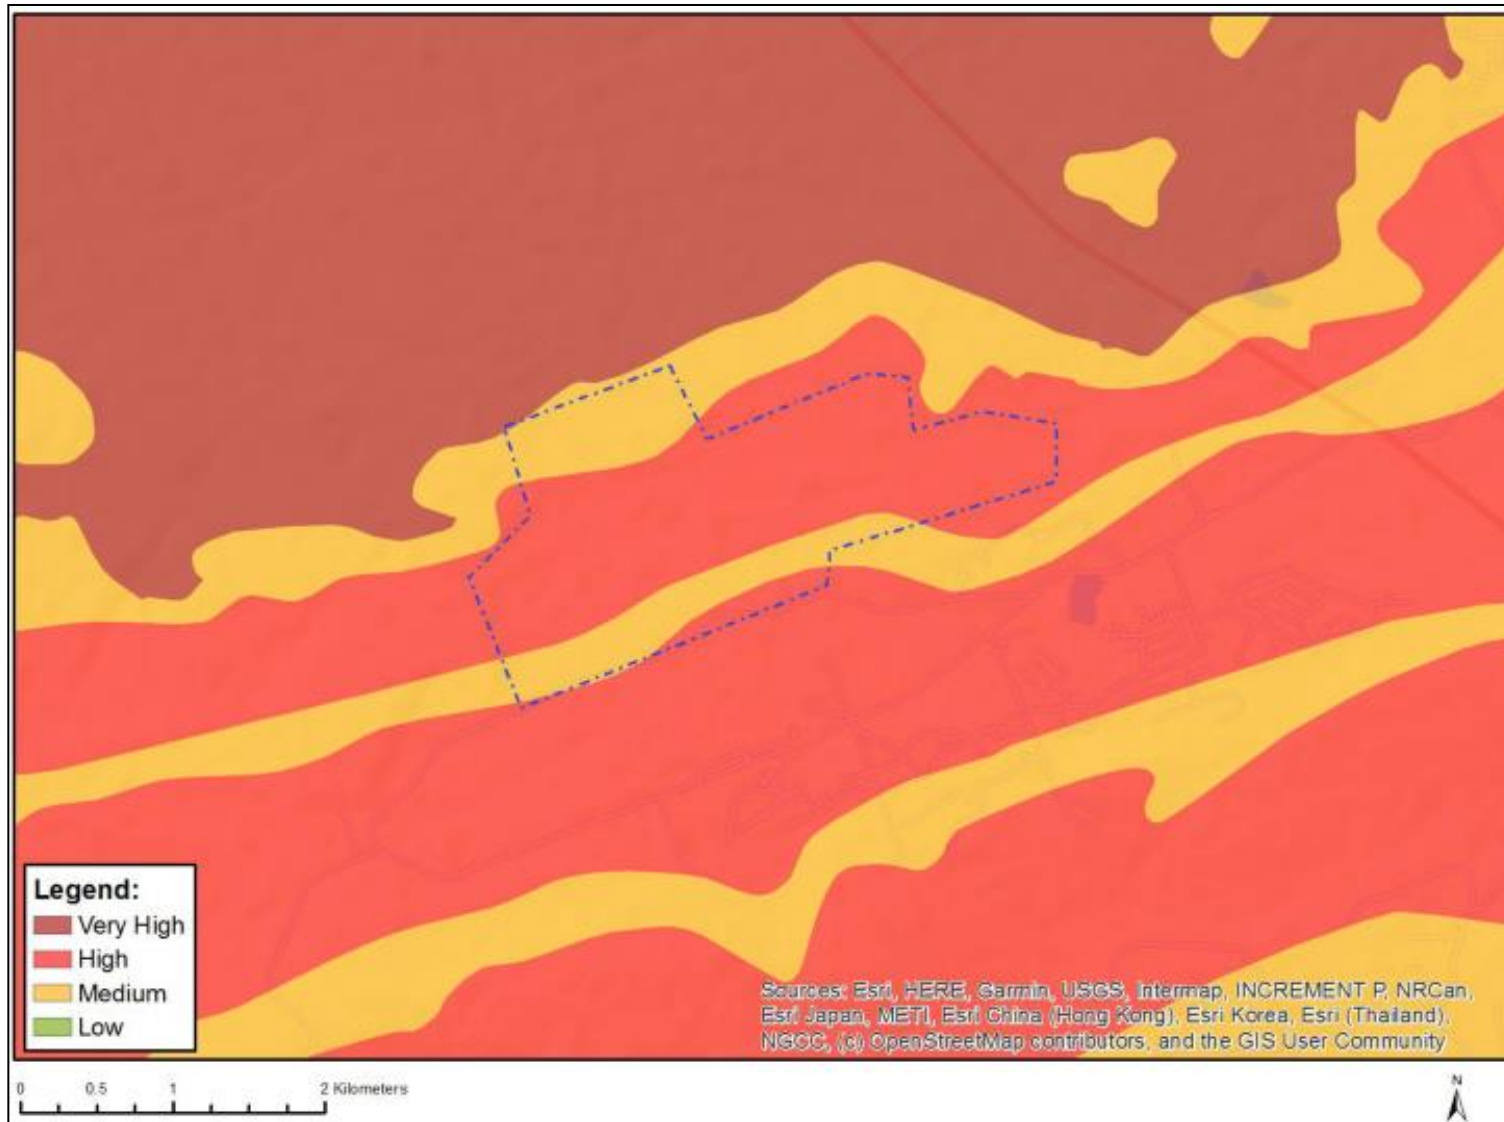 Legend:
Very High
High
Medium
Low
Sources: Esri, HERE, Garmin, USGS, Intermap, INCREMENT P, NRCan,
Esri Japan, METI, Esri China (Hong Kong), Esri Korea, Esri (Thailand),
NGCC, (c) OpenStreetMap contributors, and the GIS User Community
0 0.5 1 2 Kilometers
N